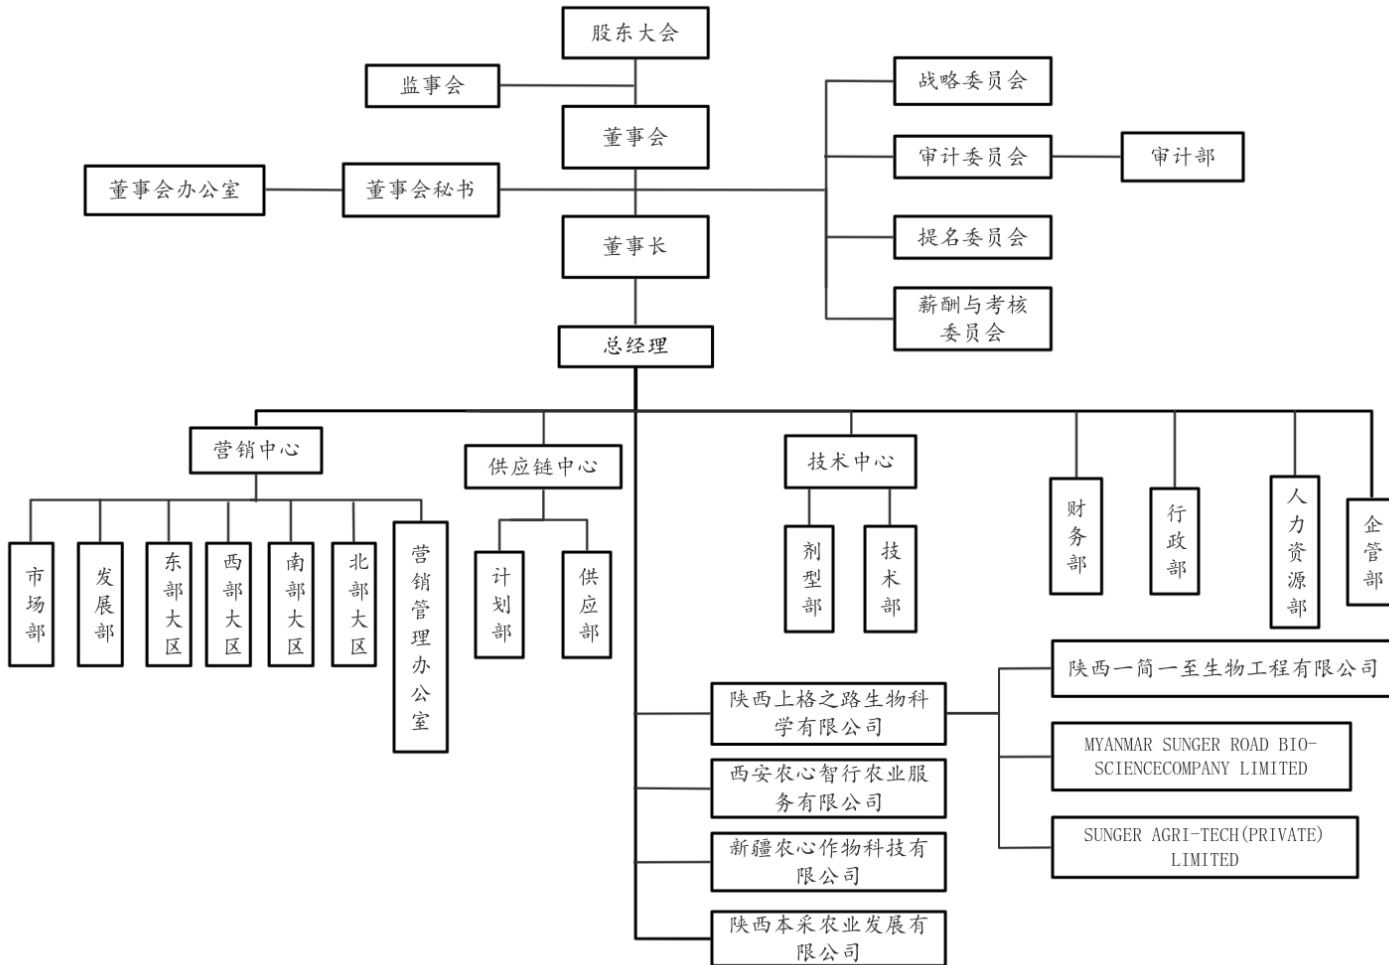 股东大会
监事会
战略委员会
董事会
审计委员会
审计部
董事会办公室
董事会秘书
董事长
提名委员会
薪酬与考核
委员会
总经理
营销中心
供应链中心
技术中心
财务部
行政部
人力资源部
企管部
市场部
发展部
东部大区
西部大区
南部大区
北部大区
营销管理办公室
计划部
供应部
剂型部
技术部
陕西上格之路生物科
学有限公司
陕西一简一至生物工程有限公司
西安农心智行农业服
务有限公司
MYANMAR SUNGER ROAD BIO-
SCIENCECOMPANY LIMITED
新疆农心作物科技有
限公司
SUNGER AGRI-TECH(PRIVATE)
LIMITED
陕西本采农业发展有
限公司